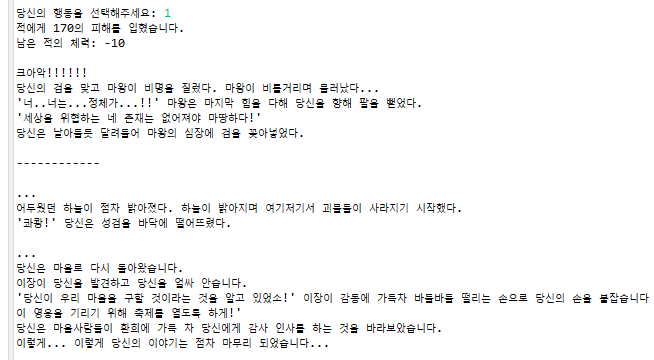 당신의 행동을 선택해주세요: 1
적에게 170의 피해를 입혔습니다.
남은 적의 체력: -10
크아악!!!!!!
당신의 검을 맞고 마왕이 비명을 질렀다. 마왕이 비틀거리며 물러났다...
'너..너는...정체가...!!' 마왕은 마지막 힘을 다해 당신을 향해 팔을 뻗었다.
'세상을 위협하는 네 존재는 없어져야 마땅하다!'
당신은 날아들듯 달려들어 마왕의 심장에 검을 꽂아넣었다.
------------
...
어두웠던 하늘이 점차 밝아졌다. 하늘이 밝아지며 여기저기서 괴물들이 사라지기 시작했다.
'콰쾅!' 당신은 성검을 바닥에 떨어뜨렸다.
...
당신은 마을로 다시 돌아왔습니다.
이장이 당신을 발견하고 당신을 얼싸 안습니다.
'당신이 우리 마을을 구할 것이라는 것을 알고 있었소!' 이장이 감동에 가득차 바들바들 떨리는 손으로 당신의 손을 붙잡습니다
이 영웅을 기리기 위해 축제를 열도록 하게!'
당신은 마을사람들이 환희에 가득 차 당신에게 감사 인사를 하는 것을 바라보았습니다.
이렇게... 이렇게 당신의 이야기는 점차 마무리 되었습니다...